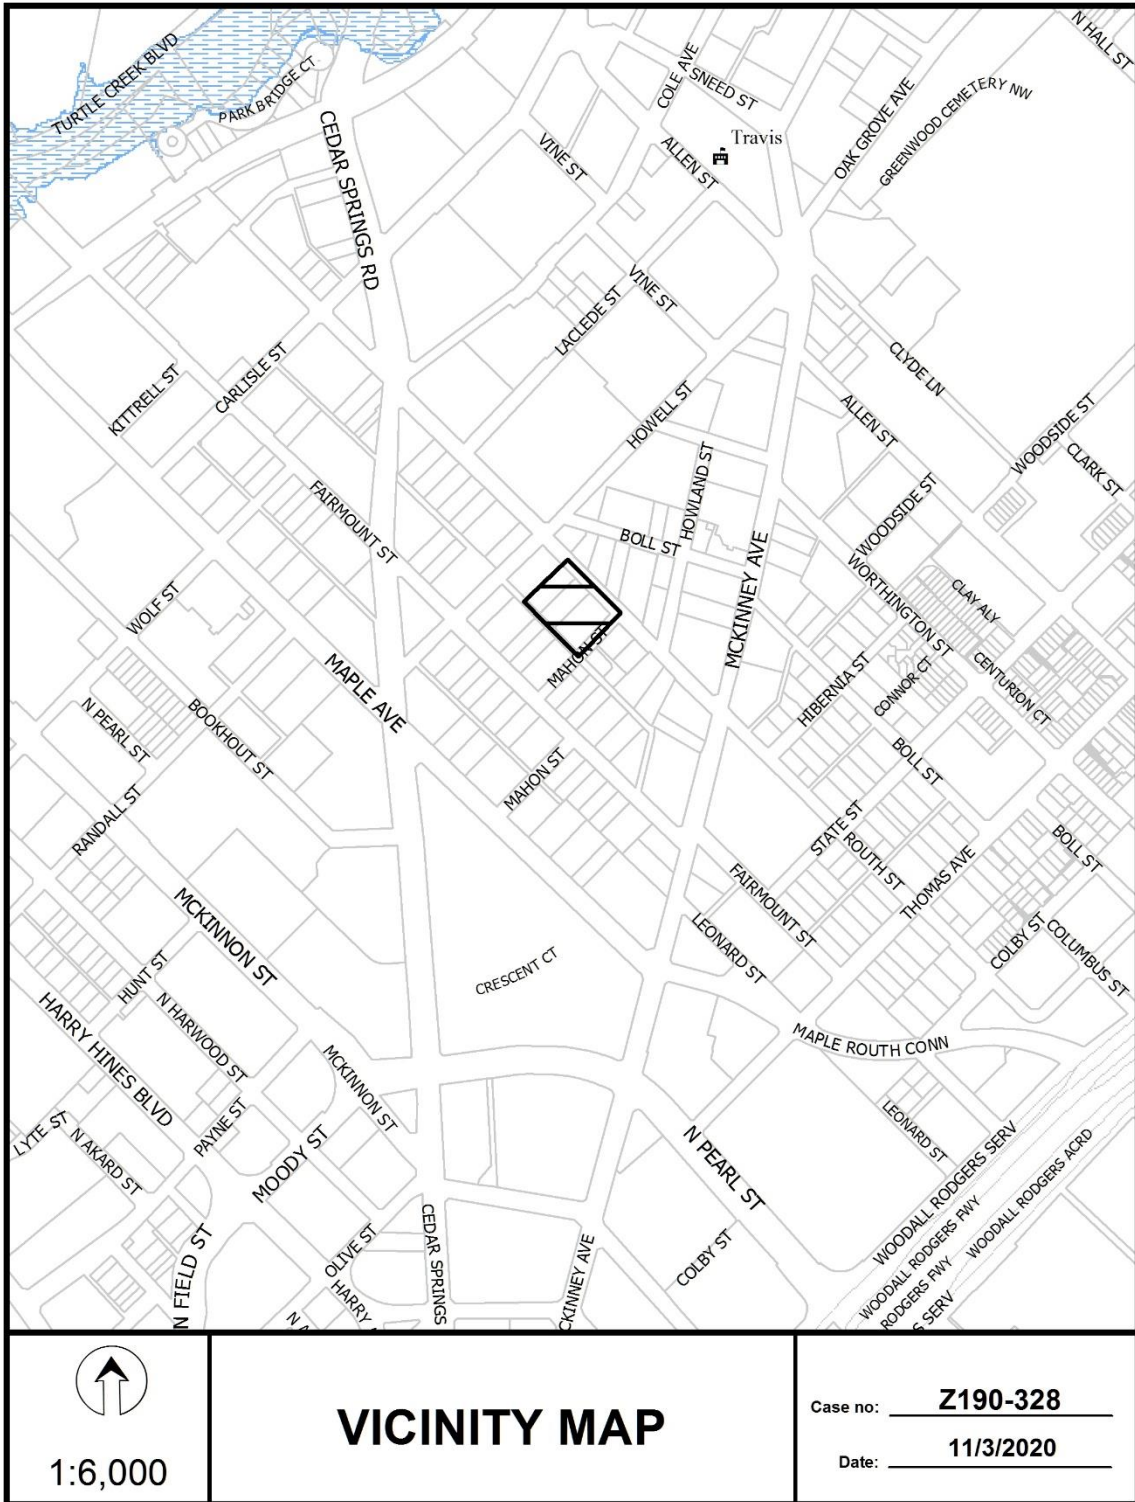 N HALL ST
TURTLE CREEK BLVD
PARK BRIDGE CT
COLE AVE
SNEED ST
OAK GROVE AVE
GREENWOOD CEMETERY NW
CEDAR SPRINGS RD
VINE ST
ALLEN ST
Travis
VINE ST
LACLEDE ST
CLYDE LN
KITTRELL ST
CARLISLE ST
HOWELL ST
ALLEN ST
WOODSIDE ST
CLARK ST
FAIRMOUNT ST
HOWLAND ST
BOLL ST
WOODSIDE ST
MCKINNEY AVE
WORTHINGTON ST
CLAY ALY
WOLF ST
MAHON ST
MAPLE AVE
HIBERNIA ST
CONNOR CT
CENTURION CT
N PEARL ST
BOOKHOUT ST
MAHON ST
BOLL ST
RANDALL ST
STATE ST
ROUTH ST
THOMAS AVE
BOLL ST
MCKINNON ST
FAIRMOUNT ST
LEONARD ST
COLBY ST
COLUMBUS ST
CRESCENT CT
HUNT ST
N HARWOOD ST
HARRY HINES BLVD
MCKINNON ST
MAPLE ROUTH CONN
LYTE ST
N AKARD ST
PAYNE ST
MOODY ST
N PEARL ST
LEONARD ST
WOODALL RODGERS SERV
WOODALL RODGERS ACRD
WOODALL RODGERS FWY
RODGERS FWY
S SERV
N FIELD ST
OLIVE ST
HARRY
N A
CEDAR SPRINGS
CKINNEY AVE
COLBY ST
1:6,000
VICINITY MAP
Case no: Z190-328
Date: 11/3/2020